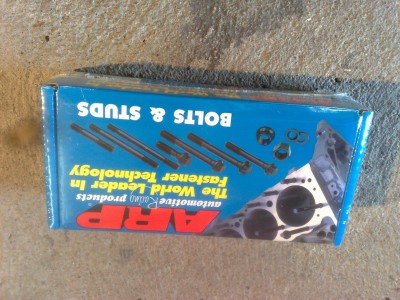 ARP
automotive Racing products
The World Leader In
Fastener Technology
BOLTS & STUDS